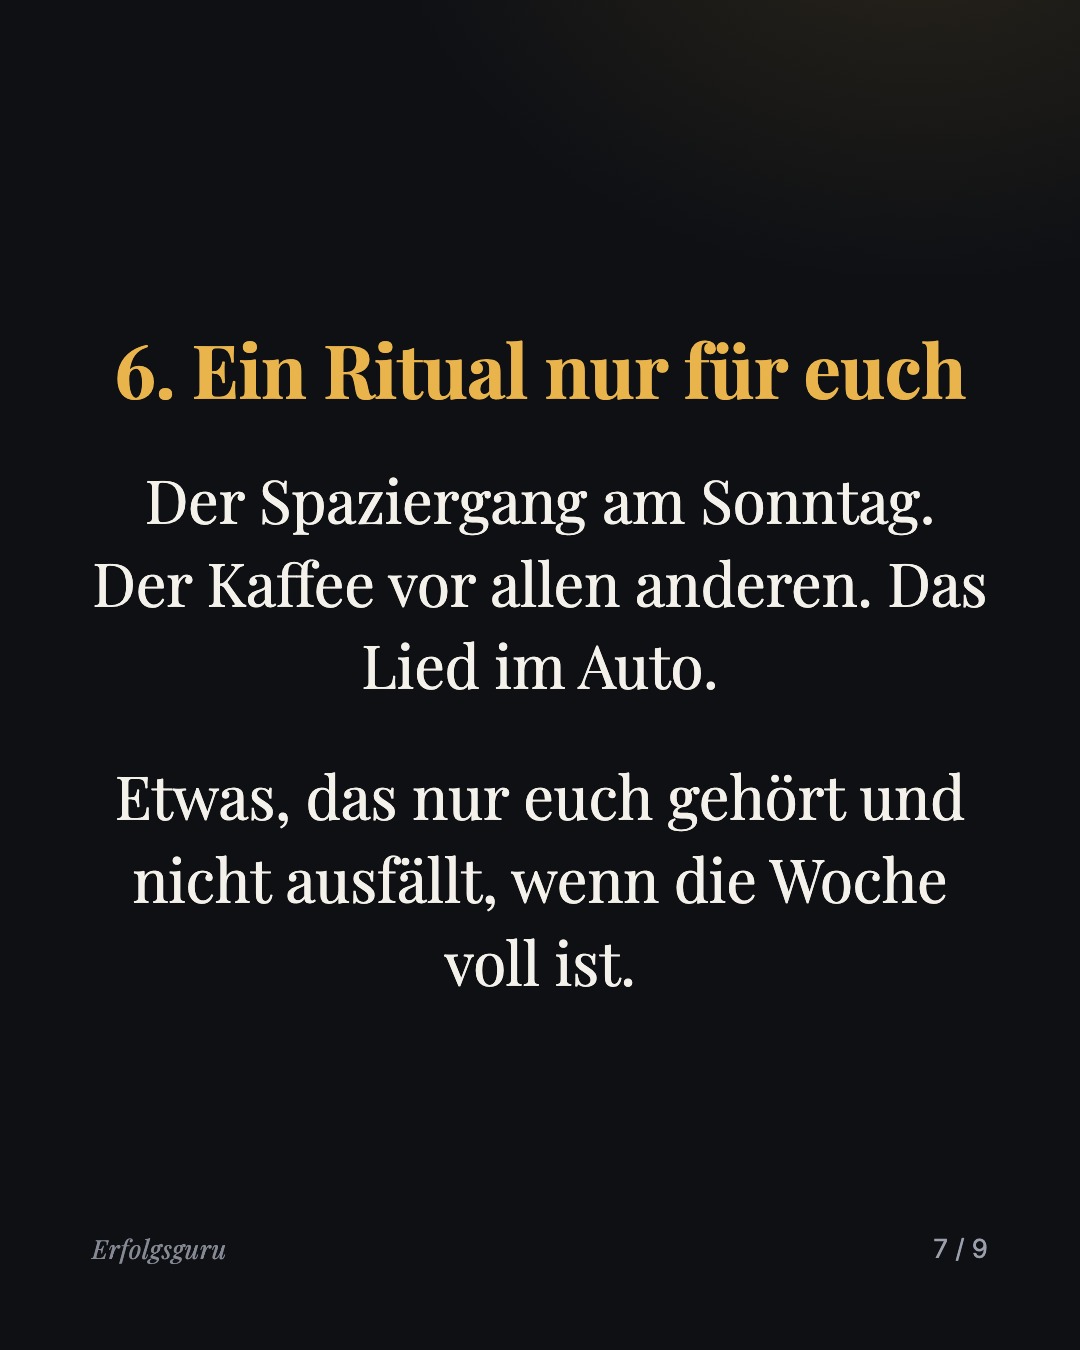 6. Ein Ritual nur für euch
Der Spaziergang am Sonntag.
Der Kaffee vor allen anderen. Das
Lied im Auto.
Etwas, das nur euch gehört und
nicht ausfällt, wenn die Woche
voll ist.
Erfolgsguru
7 / 9